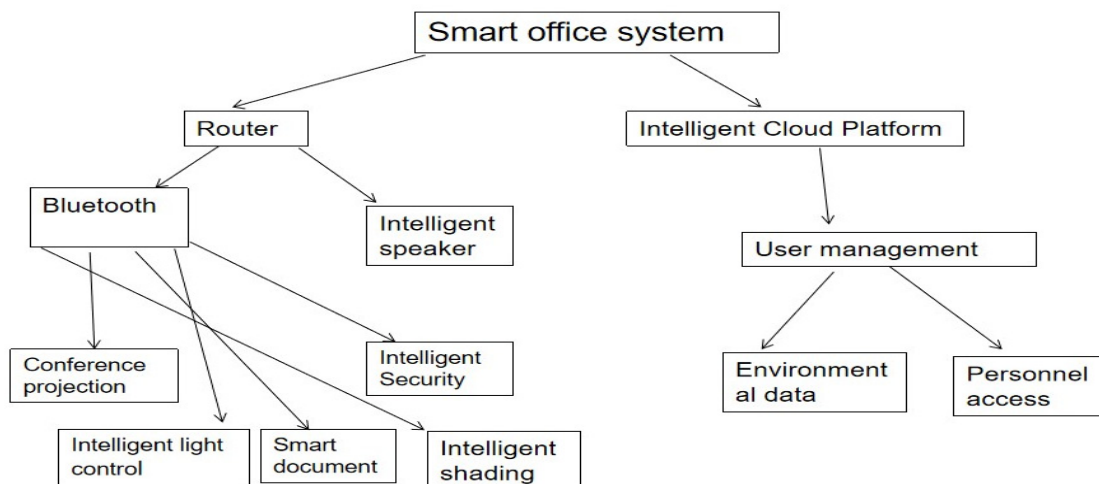 Smart office system
Router
Intelligent Cloud Platform
Bluetooth
Intelligent
speaker
User management
Conference
projection
Intelligent
Security
Environment
al data
Personnel
access
Intelligent light
control
Smart
document
Intelligent
shading